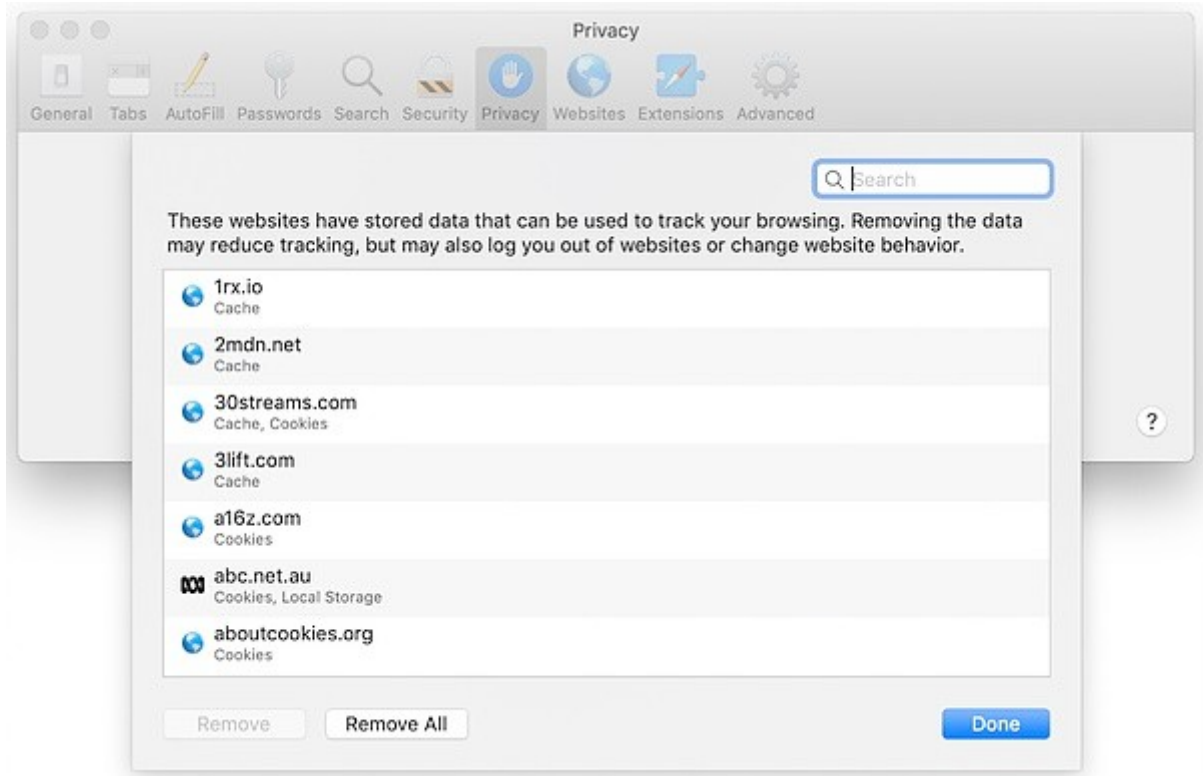 Privacy
General Tabs AutoFill Passwords Search Security Privacy Websites Extensions Advanced
Search
These websites have stored data that can be used to track your browsing. Removing the data
may reduce tracking, but may also log you out of websites or change website behavior.
1rx.io
Cache
2mdn.net
Cache
30streams.com
Cache, Cookies
3lift.com
Cache
a16z.com
Cookies
abc.net.au
Cookies, Local Storage
aboutcookies.org
Cookies
?
Remove Remove All Done